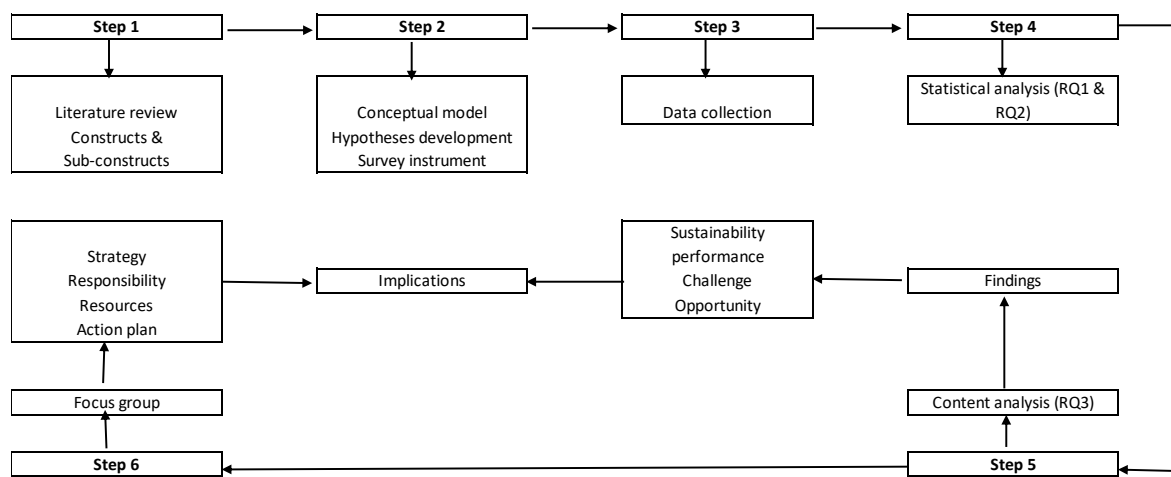 Step 1
Step 2
Step 3
Step 4
Literature review
Constructs &
Sub-constructs
Conceptual model
Hypotheses development
Survey instrument
Data collection
Statistical analysis (RQ1 &
RQ2)
Strategy
Responsibility
Resources
Action plan
Implications
Sustainability
performance
Challenge
Opportunity
Findings
Focus group
Content analysis (RQ3)
Step 6
Step 5